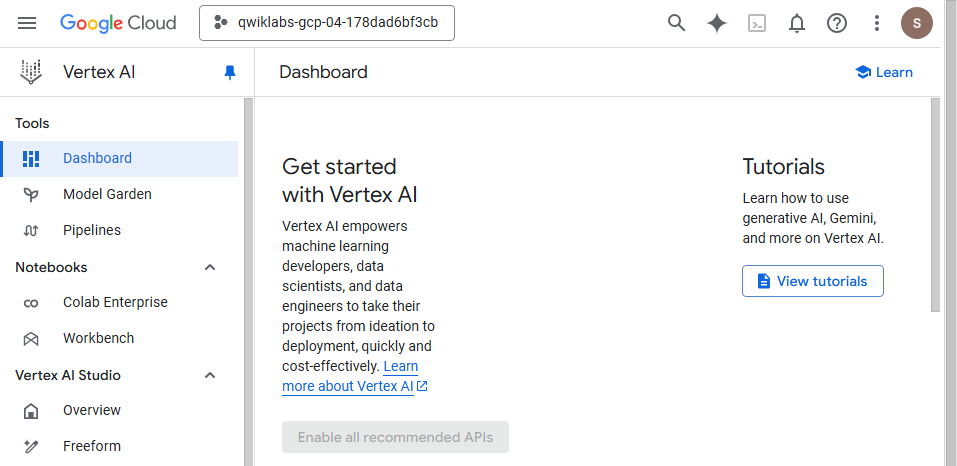 Google Cloud
qwiklabs-gcp-04-178dad6bf3cb
S
Vertex AI
Dashboard
Learn
Tools
Dashboard
Model Garden
Pipelines
Notebooks
Colab Enterprise
Workbench
Vertex AI Studio
Overview
Freeform
Get started
with Vertex AI
Vertex AI empowers
machine learning
developers, data
scientists, and data
engineers to take their
projects from ideation to
deployment, quickly and
cost-effectively. Learn
more about Vertex AI
Enable all recommended APIs
Tutorials
Learn how to use
generative AI, Gemini,
and more on Vertex AI.
View tutorials